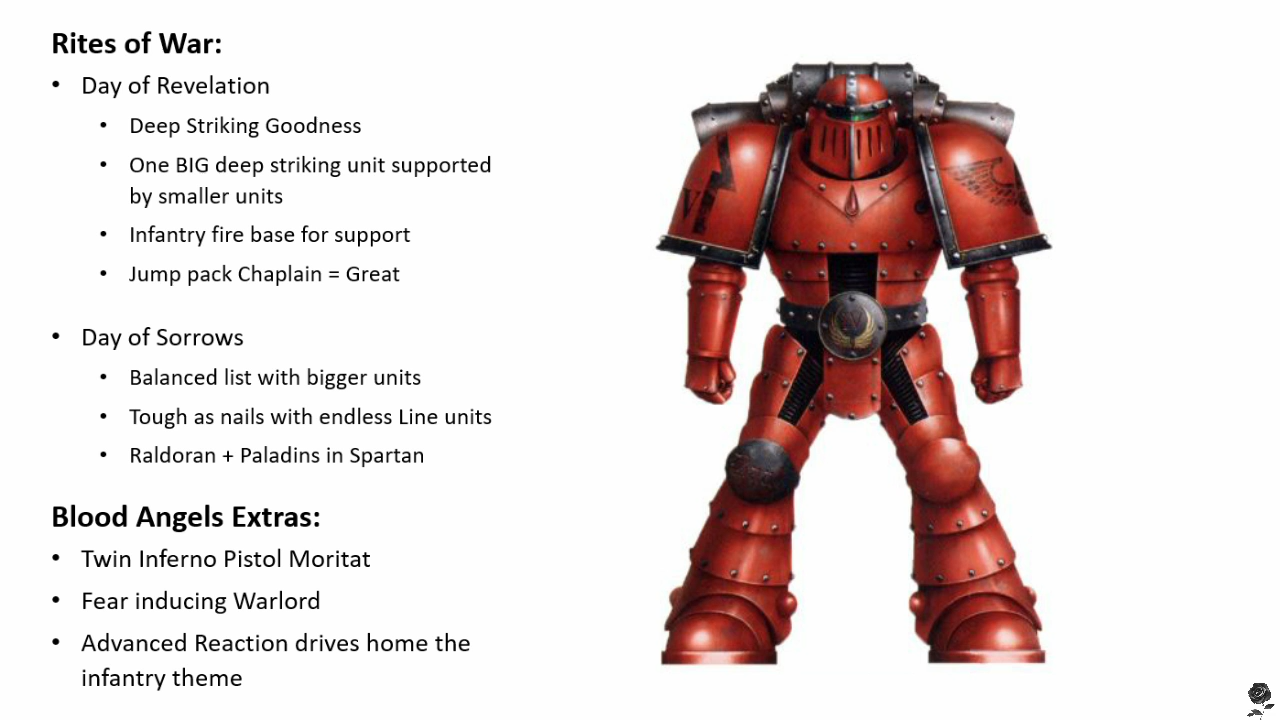 Rites of War:
• Day of Revelation
• Deep Striking Goodness
• One BIG deep striking unit supported
by smaller units
• Infantry fire base for support
• Jump pack Chaplain = Great
• Day of Sorrows
• Balanced list with bigger units
• Tough as nails with endless Line units
• Raldoran + Paladins in Spartan
Blood Angels Extras:
• Twin Inferno Pistol Moritat
• Fear inducing Warlord
• Advanced Reaction drives home the
infantry theme